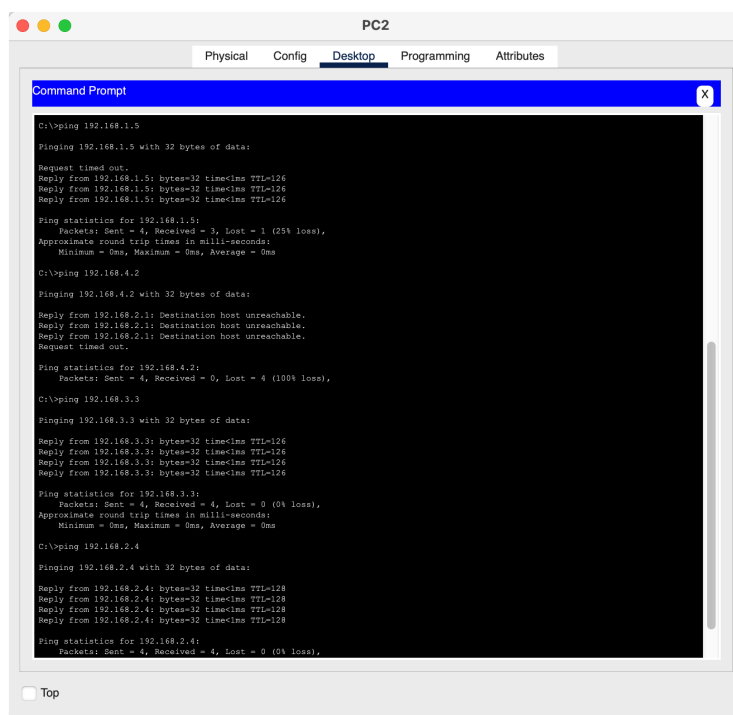 PC2
Physical Config Desktop Programming Attributes
Command Prompt
X
C:\>ping 192.168.1.5
Pinging 192.168.1.5 with 32 bytes of data:
Request timed out.
Reply from 192.168.1.5: bytes=32 time<1ms TTL=126
Reply from 192.168.1.5: bytes=32 time<1ms TTL=126
Reply from 192.168.1.5: bytes=32 time<1ms TTL=126
Ping statistics for 192.168.1.5:
Packets: Sent = 4, Received = 3, Lost = 1 (25% loss),
Approximate round trip times in milli-seconds:
Minimum = 0ms, Maximum = 0ms, Average = 0ms
C:\>ping 192.168.4.2
Pinging 192.168.4.2 with 32 bytes of data:
Reply from 192.168.2.1: Destination host unreachable.
Reply from 192.168.2.1: Destination host unreachable.
Reply from 192.168.2.1: Destination host unreachable.
Request timed out.
Ping statistics for 192.168.4.2:
Packets: Sent = 4, Received = 0, Lost = 4 (100% loss),
C:\>ping 192.168.3.3
Pinging 192.168.3.3 with 32 bytes of data:
Reply from 192.168.3.3: bytes=32 time<1ms TTL=126
Reply from 192.168.3.3: bytes=32 time<1ms TTL=126
Reply from 192.168.3.3: bytes=32 time<1ms TTL=126
Reply from 192.168.3.3: bytes=32 time<1ms TTL=126
Ping statistics for 192.168.3.3:
Packets: Sent = 4, Received = 4, Lost = 0 (0% loss),
Approximate round trip times in milli-seconds:
Minimum = 0ms, Maximum = 0ms, Average = 0ms
C:\>ping 192.168.2.4
Pinging 192.168.2.4 with 32 bytes of data:
Reply from 192.168.2.4: bytes=32 time<1ms TTL=128
Reply from 192.168.2.4: bytes=32 time<1ms TTL=128
Reply from 192.168.2.4: bytes=32 time<1ms TTL=128
Reply from 192.168.2.4: bytes=32 time<1ms TTL=128
Ping statistics for 192.168.2.4:
Packets: Sent = 4, Received = 4, Lost = 0 (0% loss),
Top